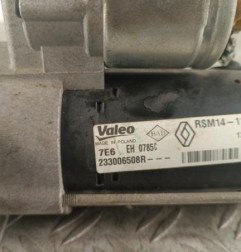 Valeo
MADE IN POLAND
RSM14-1
7E6 EH 0785C
233006508R---